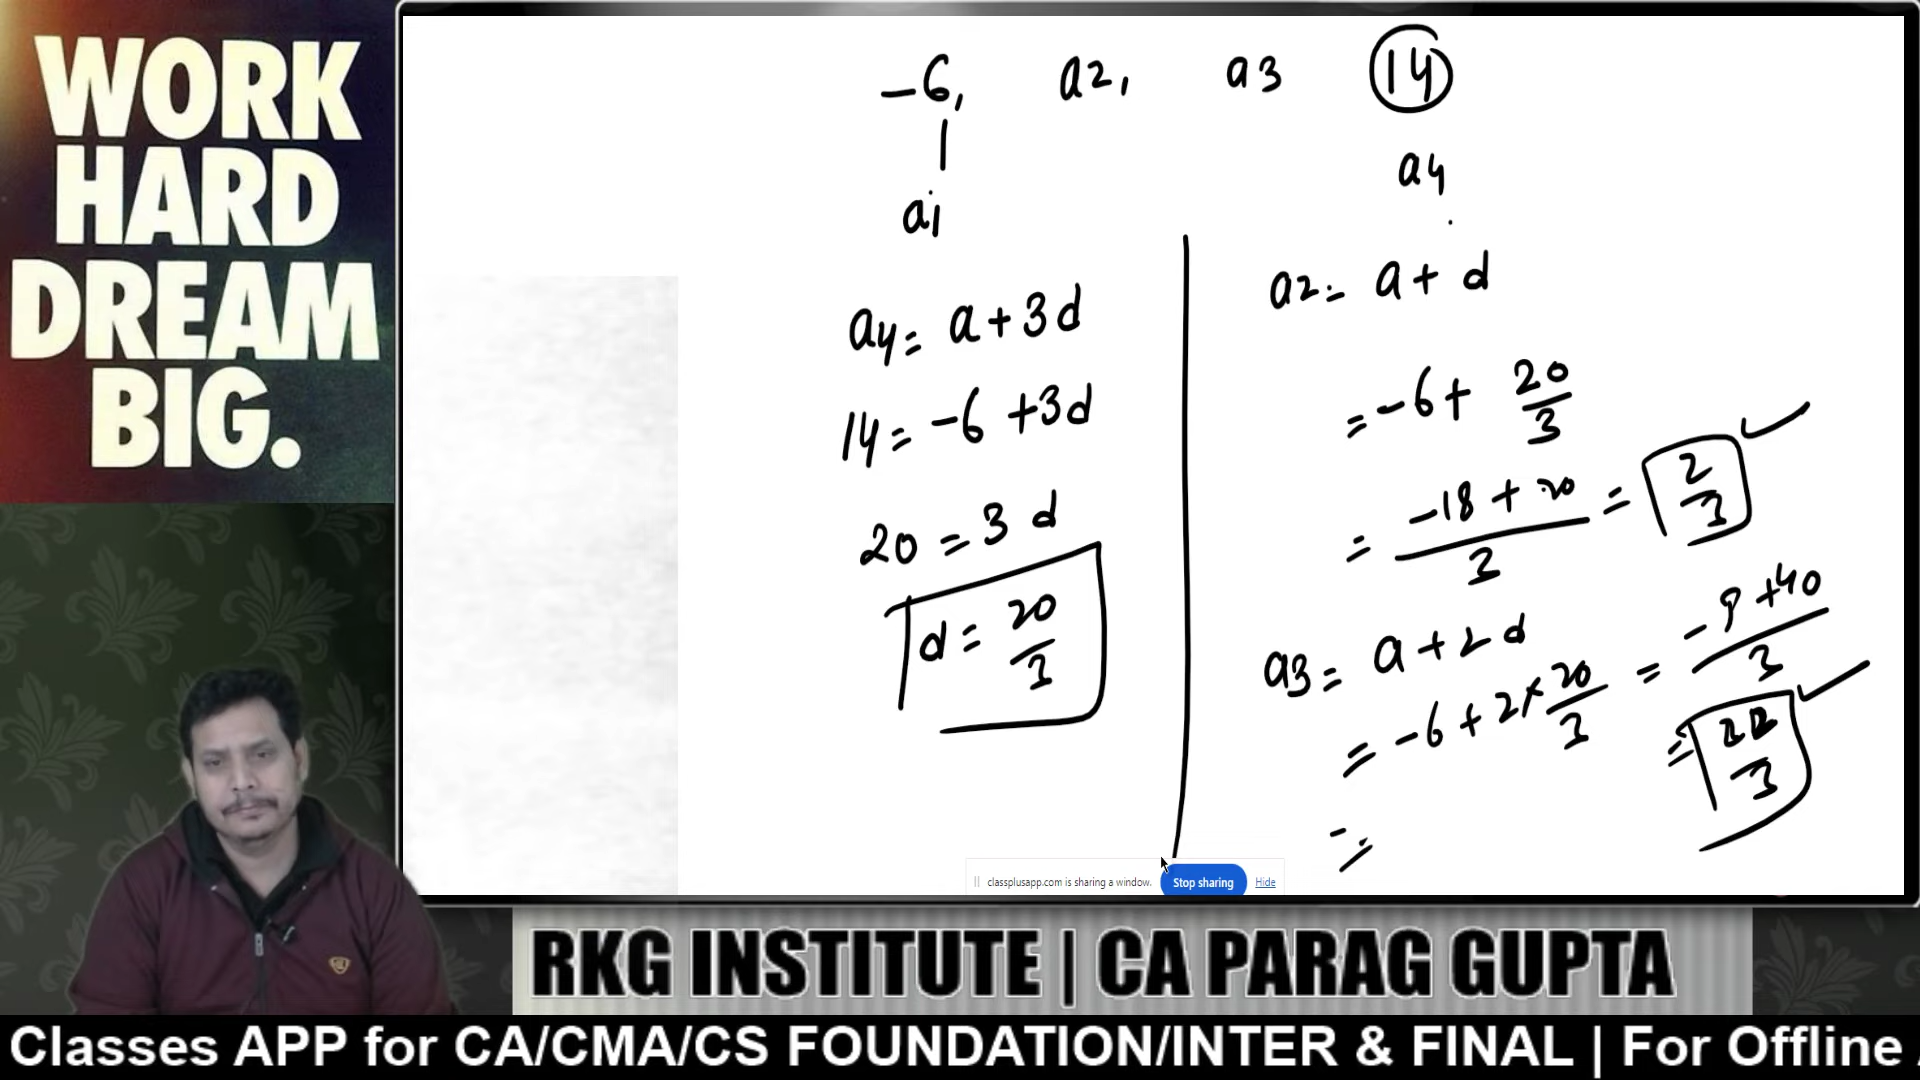 WORK
HARD
DREAM
BIG.
-6, a2, a3 14
a1 a4
a4 = a + 3d
14 = -6 + 3d
20 = 3d
d = 20/3
a2 = a + d
= -6 + 20/3
= -18 + 20 / 3 = 2/3
a3 = a + 2d
= -6 + 2 × 20/3 = -9 + 40 / 3
= 22/3
=
classplusapp.com is sharing a window.
Stop sharing
Hide
RKG INSTITUTE | CA PARAG GUPTA
Classes APP for CA/CMA/CS FOUNDATION/INTER & FINAL | For Offline